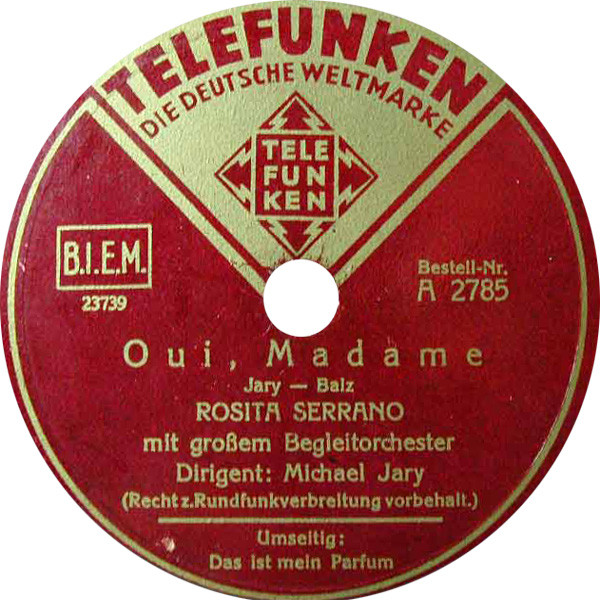 TELEFUNKEN
DIE DEUTSCHE WELTMARKE
TELE
FUN
KEN
B.I.E.M.
23739
Bestell-Nr.
A 2785
Oui, Madame
Jary — Balz
ROSITA SERRANO
mit großem Begleitorchester
Dirigent: Michael Jary
(Recht z. Rundfunkverbreitung vorbehalt.)
Umseitig:
Das ist mein Parfum